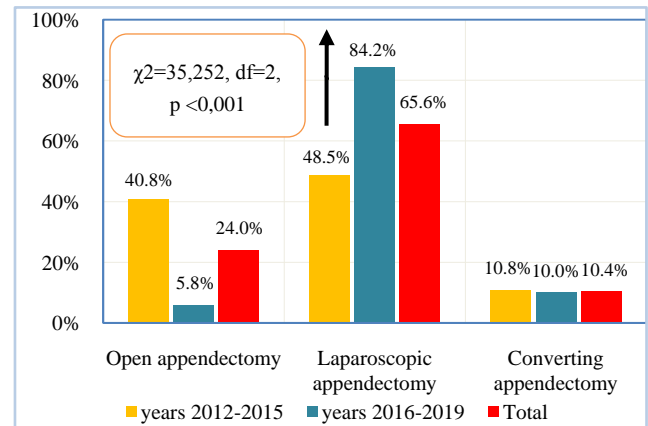 100%
80%
60%
40%
20%
0%
χ2=35,252, df=2,
p <0,001
40.8%
5.8%
24.0%
48.5%
84.2%
65.6%
10.8%
10.0%
10.4%
Open appendectomy
Laparoscopic
appendectomy
Converting
appendectomy
years 2012-2015
years 2016-2019
Total